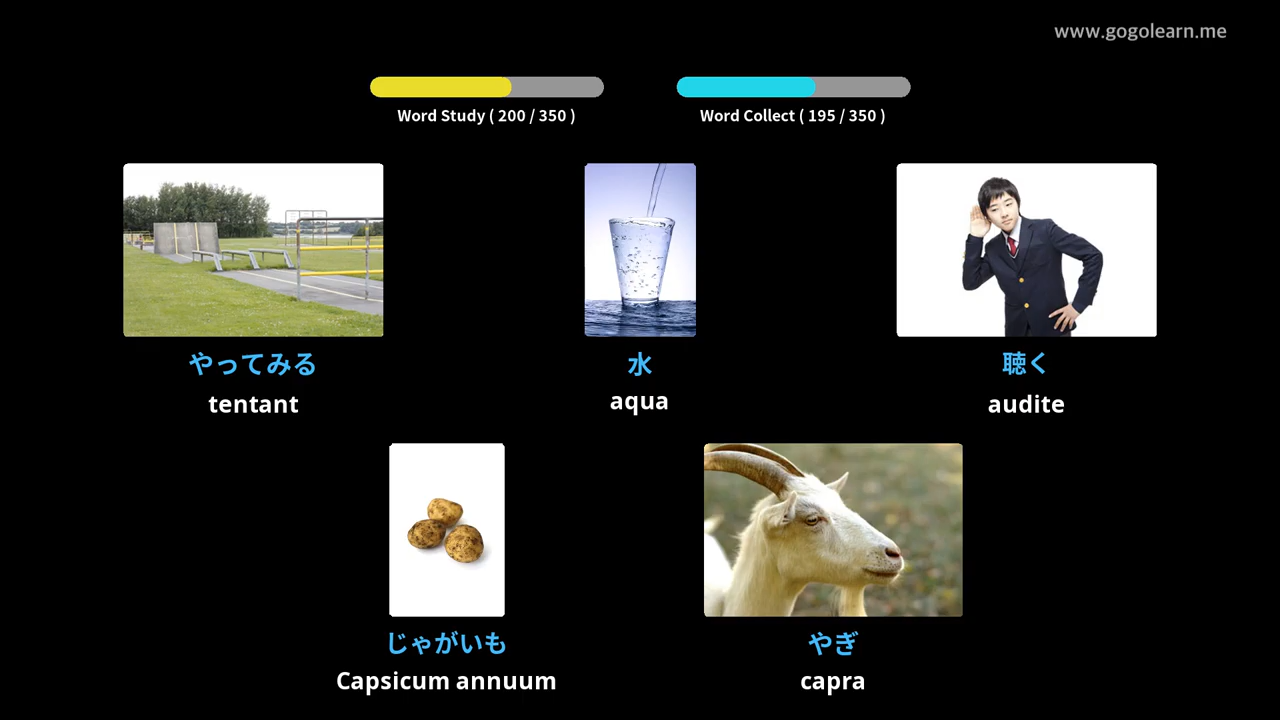 www.gogolearn.me
Word Study ( 200 / 350 )
Word Collect ( 195 / 350 )
やってみる
tentant
水
aqua
聴く
audite
じゃがいも
Capsicum annuum
やぎ
capra